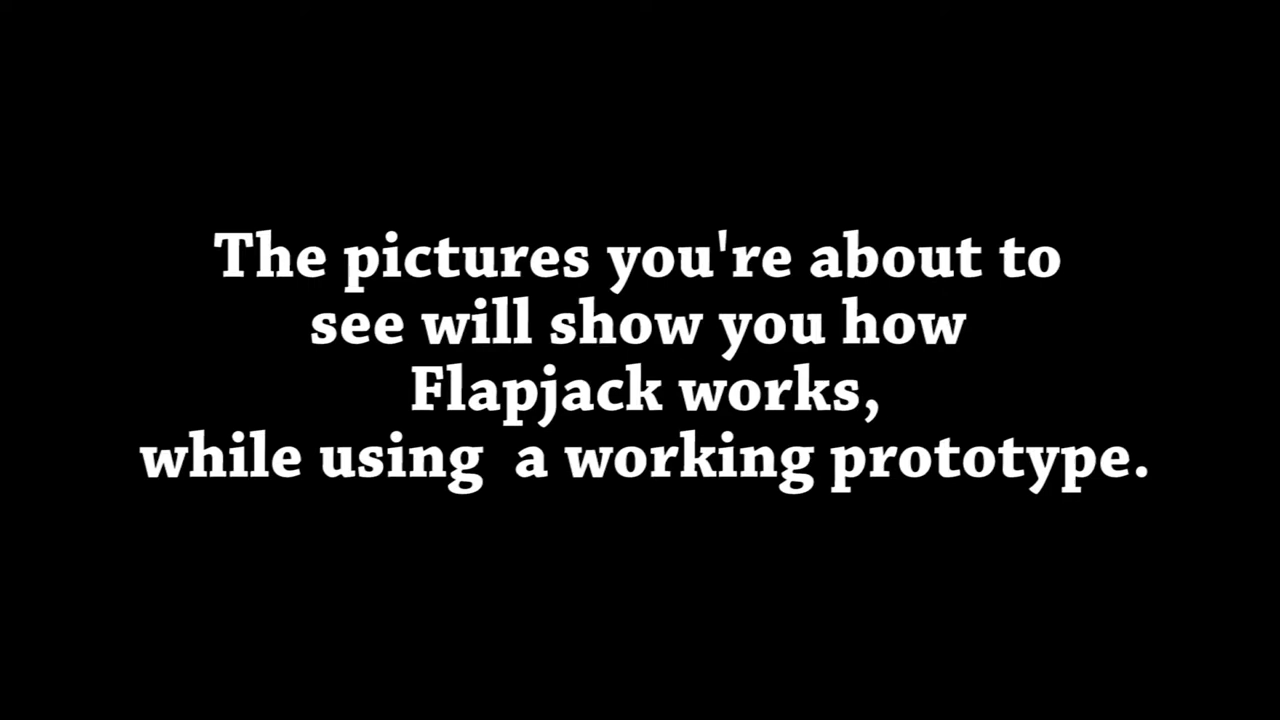 The pictures you're about to
see will show you how
Flapjack works,
while using  a working prototype.